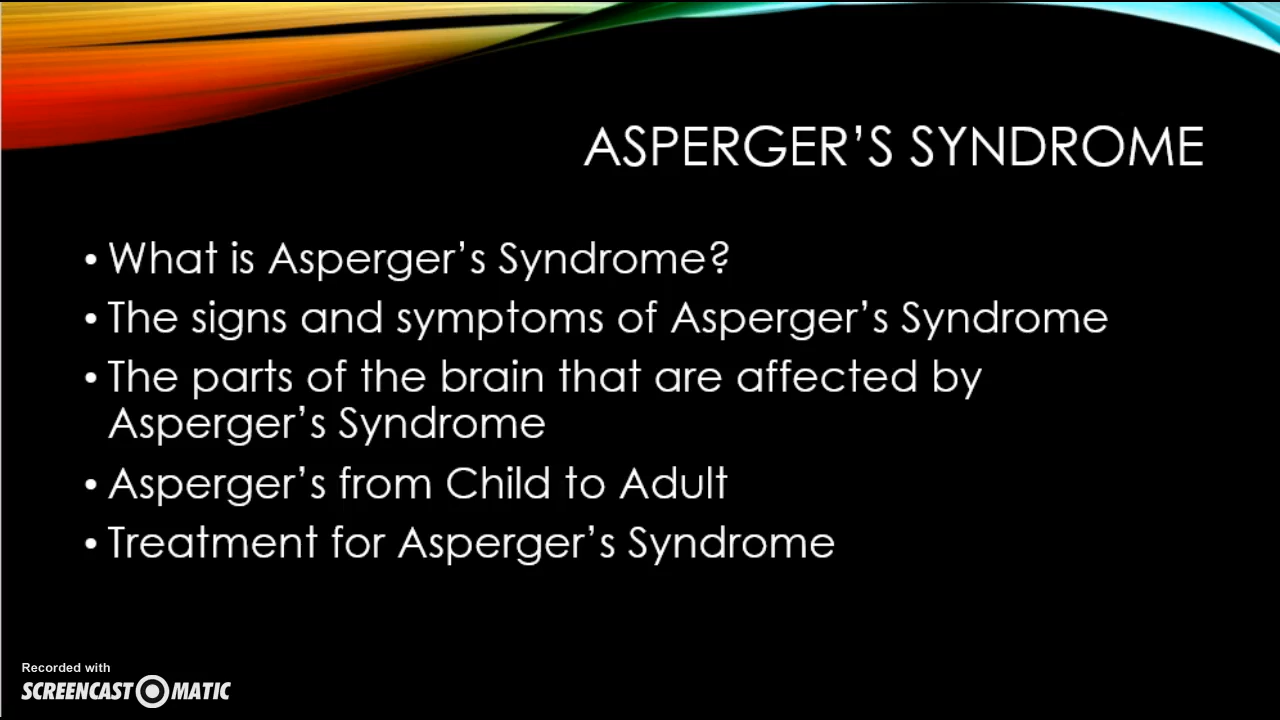 ASPERGER’S SYNDROME
• What is Asperger’s Syndrome?
• The signs and symptoms of Asperger’s Syndrome
• The parts of the brain that are affected by
Asperger’s Syndrome
• Asperger’s from Child to Adult
• Treatment for Asperger’s Syndrome
Recorded with
SCREENCAST MATIC